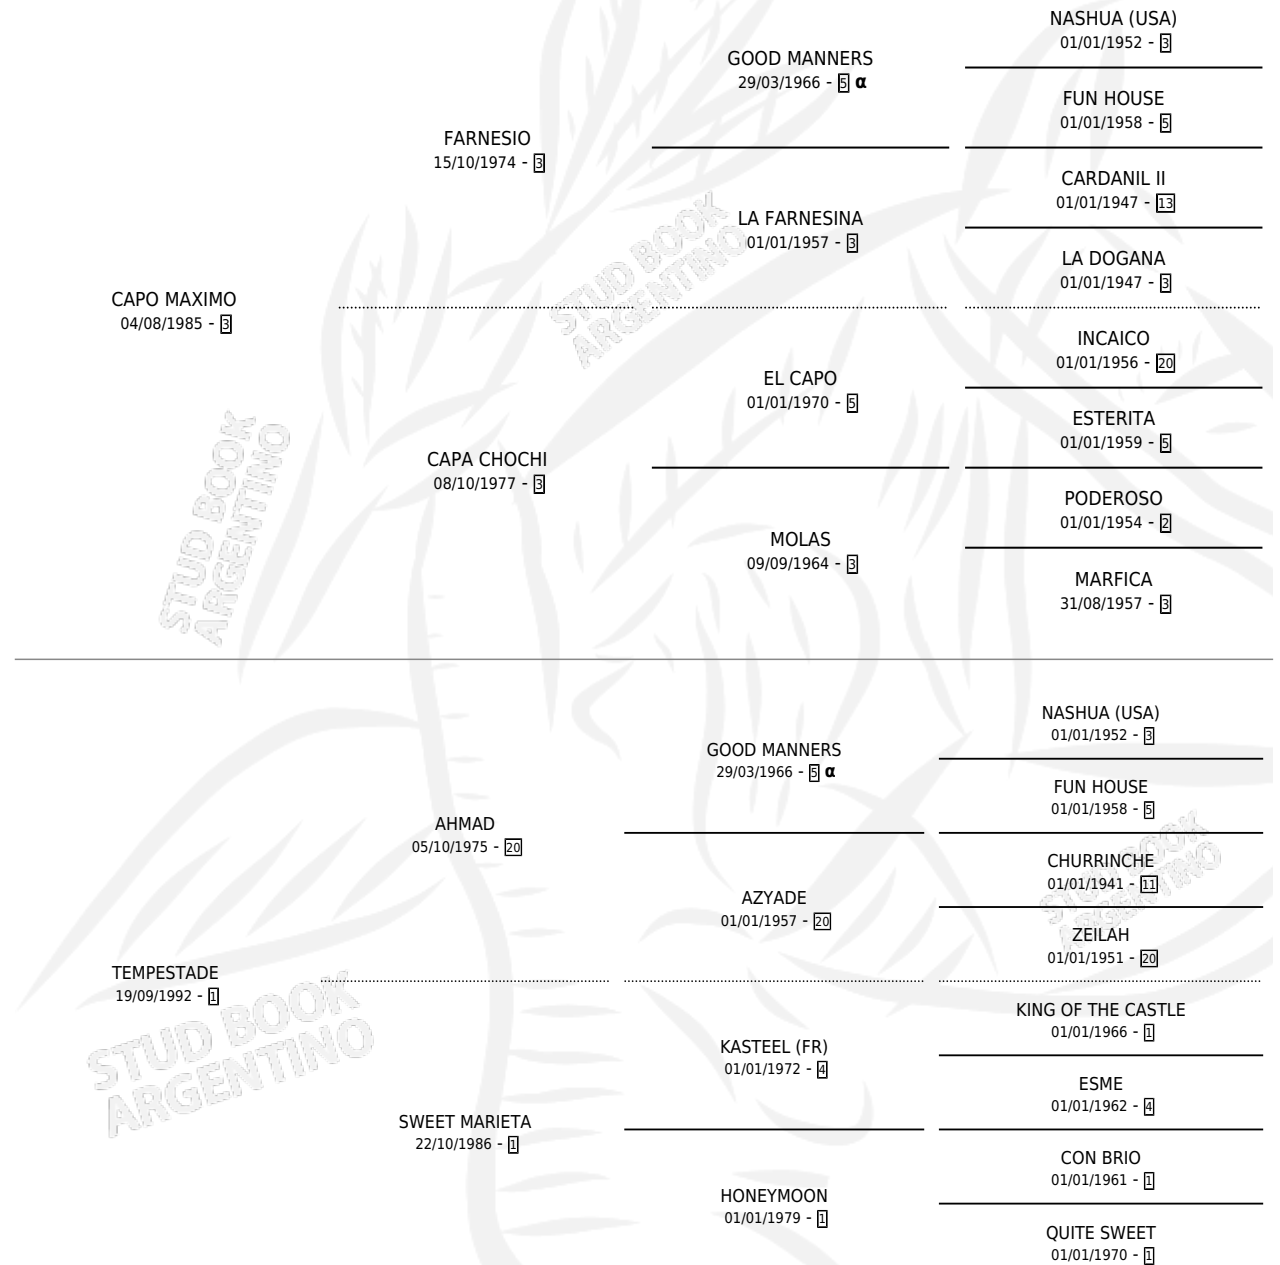 NASHUA (USA)
01/01/1952 - 3
GOOD MANNERS
29/03/1966 - 5 α
FUN HOUSE
01/01/1958 - 5
FARNESIO
15/10/1974 - 3
CARDANIL II
01/01/1947 - 13
LA FARNESINA
01/01/1957 - 3
LA DOGANA
01/01/1947 - 3
CAPO MAXIMO
04/08/1985 - 3
INCAICO
01/01/1956 - 20
EL CAPO
01/01/1970 - 5
ESTERITA
01/01/1959 - 5
CAPA CHOCHI
08/10/1977 - 3
PODEROSO
01/01/1954 - 2
MOLAS
09/09/1964 - 3
MARFICA
31/08/1957 - 3
STUD BOOK
ARGENTINO
STUD BOOK
ARGENTINO
NASHUA (USA)
01/01/1952 - 3
GOOD MANNERS
29/03/1966 - 5 α
FUN HOUSE
01/01/1958 - 5
AHMAD
05/10/1975 - 20
CHURRINCHE
01/01/1941 - 11
AZYADE
01/01/1957 - 20
ZEILAH
01/01/1951 - 20
TEMPESTADE
19/09/1992 - 1
KING OF THE CASTLE
01/01/1966 - 1
KASTEEL (FR)
01/01/1972 - 4
ESME
01/01/1962 - 4
SWEET MARIETA
22/10/1986 - 1
CON BRIO
01/01/1961 - 1
HONEYMOON
01/01/1979 - 1
QUITE SWEET
01/01/1970 - 1
STUD BOOK
ARGENTINO
STUD BOOK
ARGENTINO